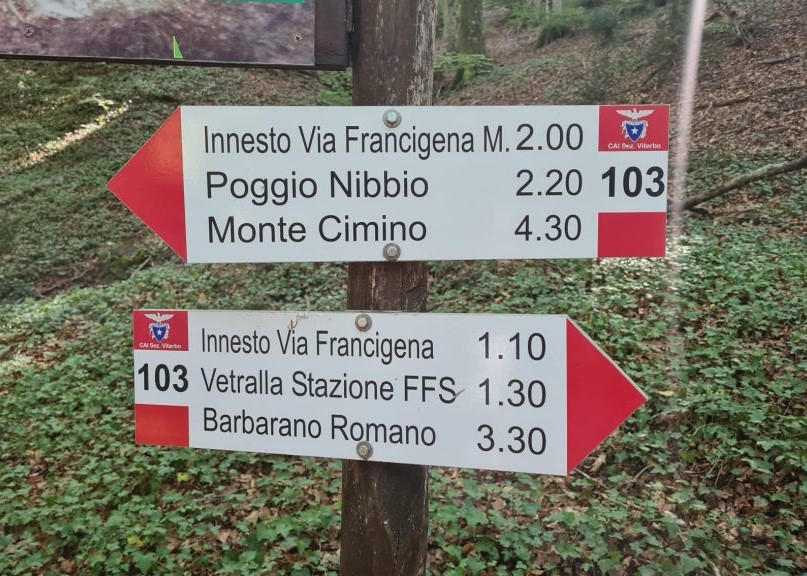 Innesto Via Francigena M. 2.00
Poggio Nibbio 2.20
Monte Cimino 4.30
CAI Sez. Viterbo
103
CAI Sez. Viterbo
103
Innesto Via Francigena 1.10
Vetralla Stazione FFS 1.30
Barbarano Romano 3.30